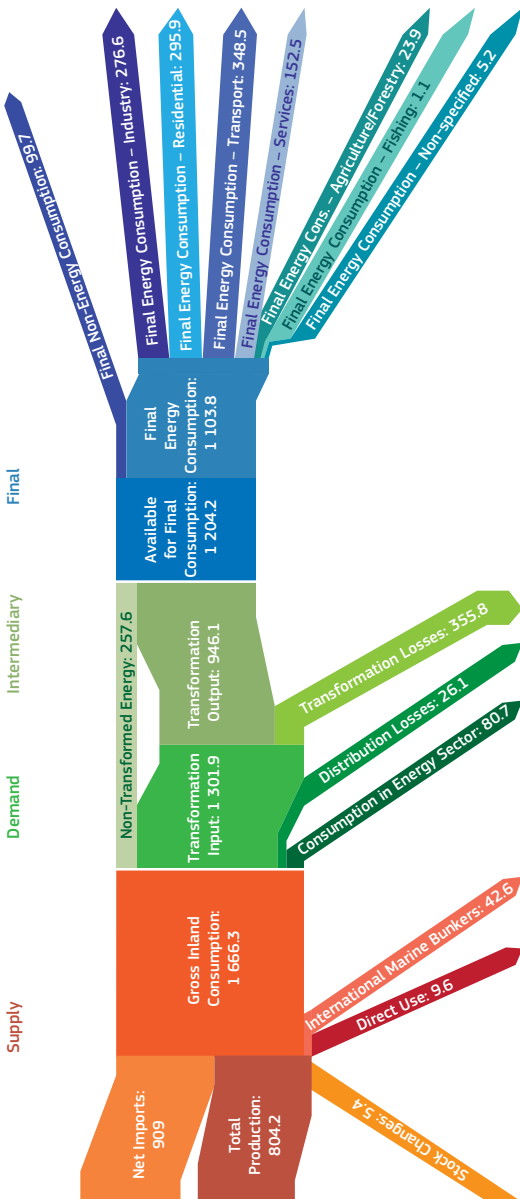 Supply
Demand
Intermediary
Final
Net Imports:
909
Total
Production:
804.2
Stock Changes: 5.4
Gross Inland
Consumption:
1 666.3
International Marine Bunkers: 42.6
Direct Use: 9.6
Non-Transformed Energy: 257.6
Transformation
Input: 1 301.9
Distribution Losses: 26.1
Consumption in Energy Sector: 80.7
Transformation
Output: 946.1
Transformation Losses: 355.8
Available
for Final
Consumption:
1 204.2
Final
Energy
Consumption:
1 103.8
Final Non-Energy Consumption: 99.7
Final Energy Consumption – Industry: 276.6
Final Energy Consumption – Residential: 295.9
Final Energy Consumption – Transport: 348.5
Final Energy Consumption – Services: 152.5
Final Energy Cons. – Agriculture/Forestry: 23.9
Final Energy Consumption – Fishing: 1.1
Final Energy Consumption – Non-specified: 5.2